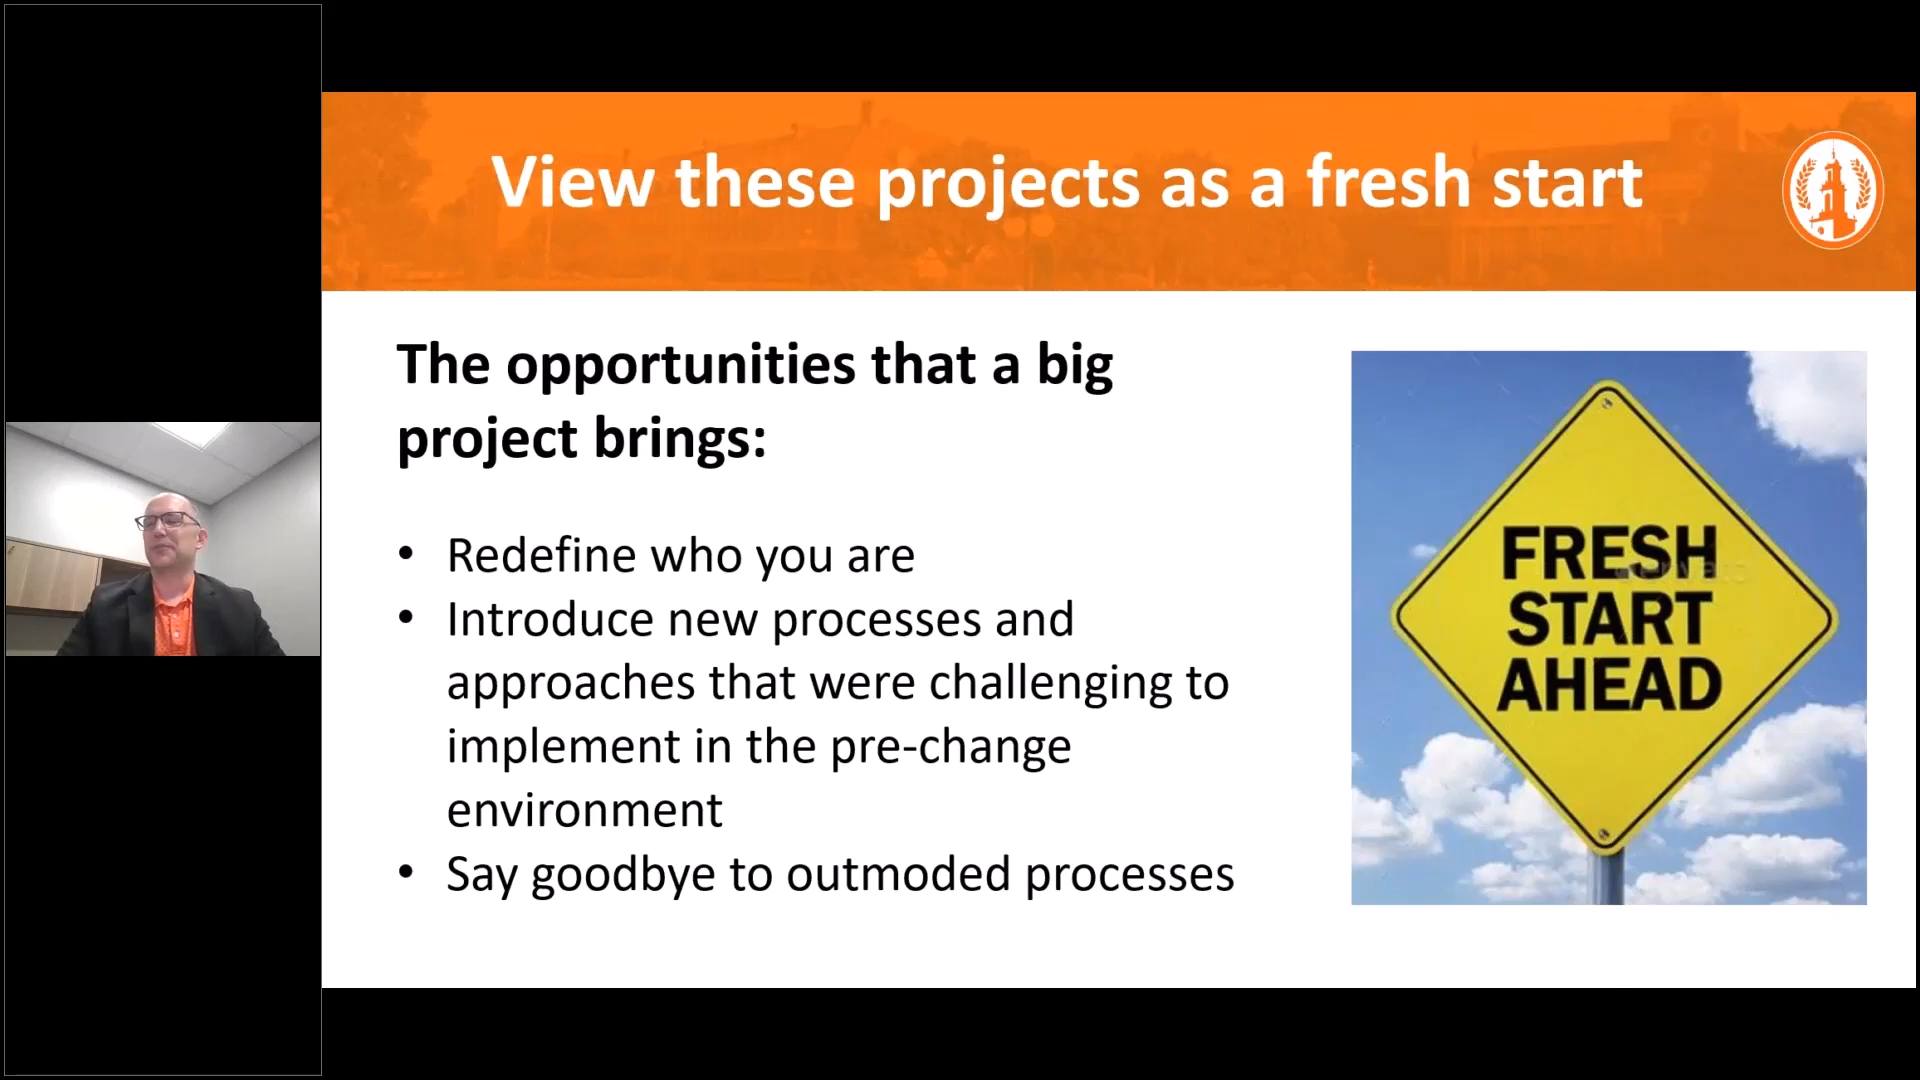 View these projects as a fresh start
The opportunities that a big
project brings:
• Redefine who you are
• Introduce new processes and
approaches that were challenging to
implement in the pre-change
environment
• Say goodbye to outmoded processes
FRESH
START
AHEAD